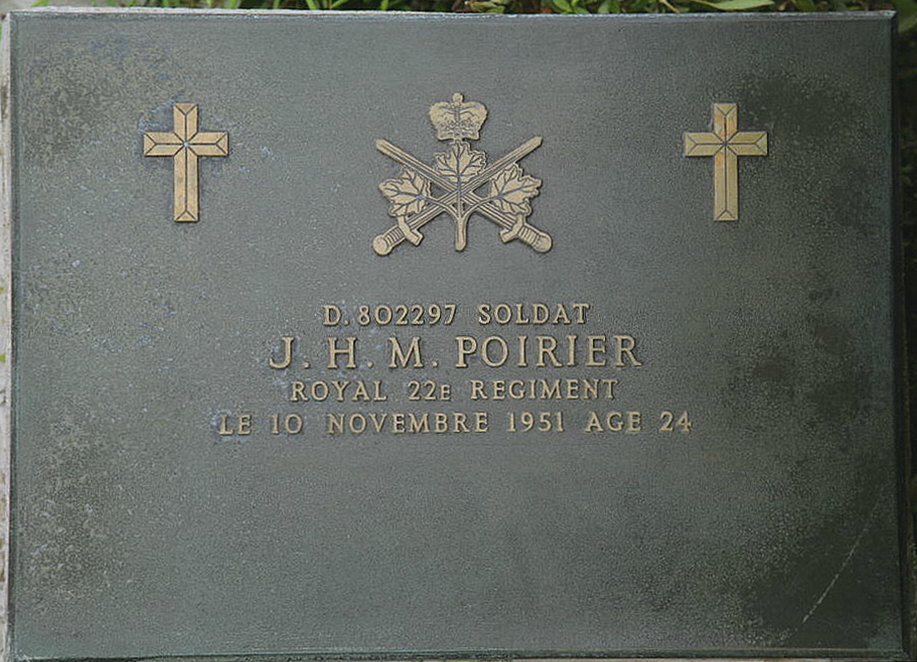 D. 802297 SOLDAT
J. H. M. POIRIER
ROYAL 22E REGIMENT
LE 10 NOVEMBRE 1951 AGE 24